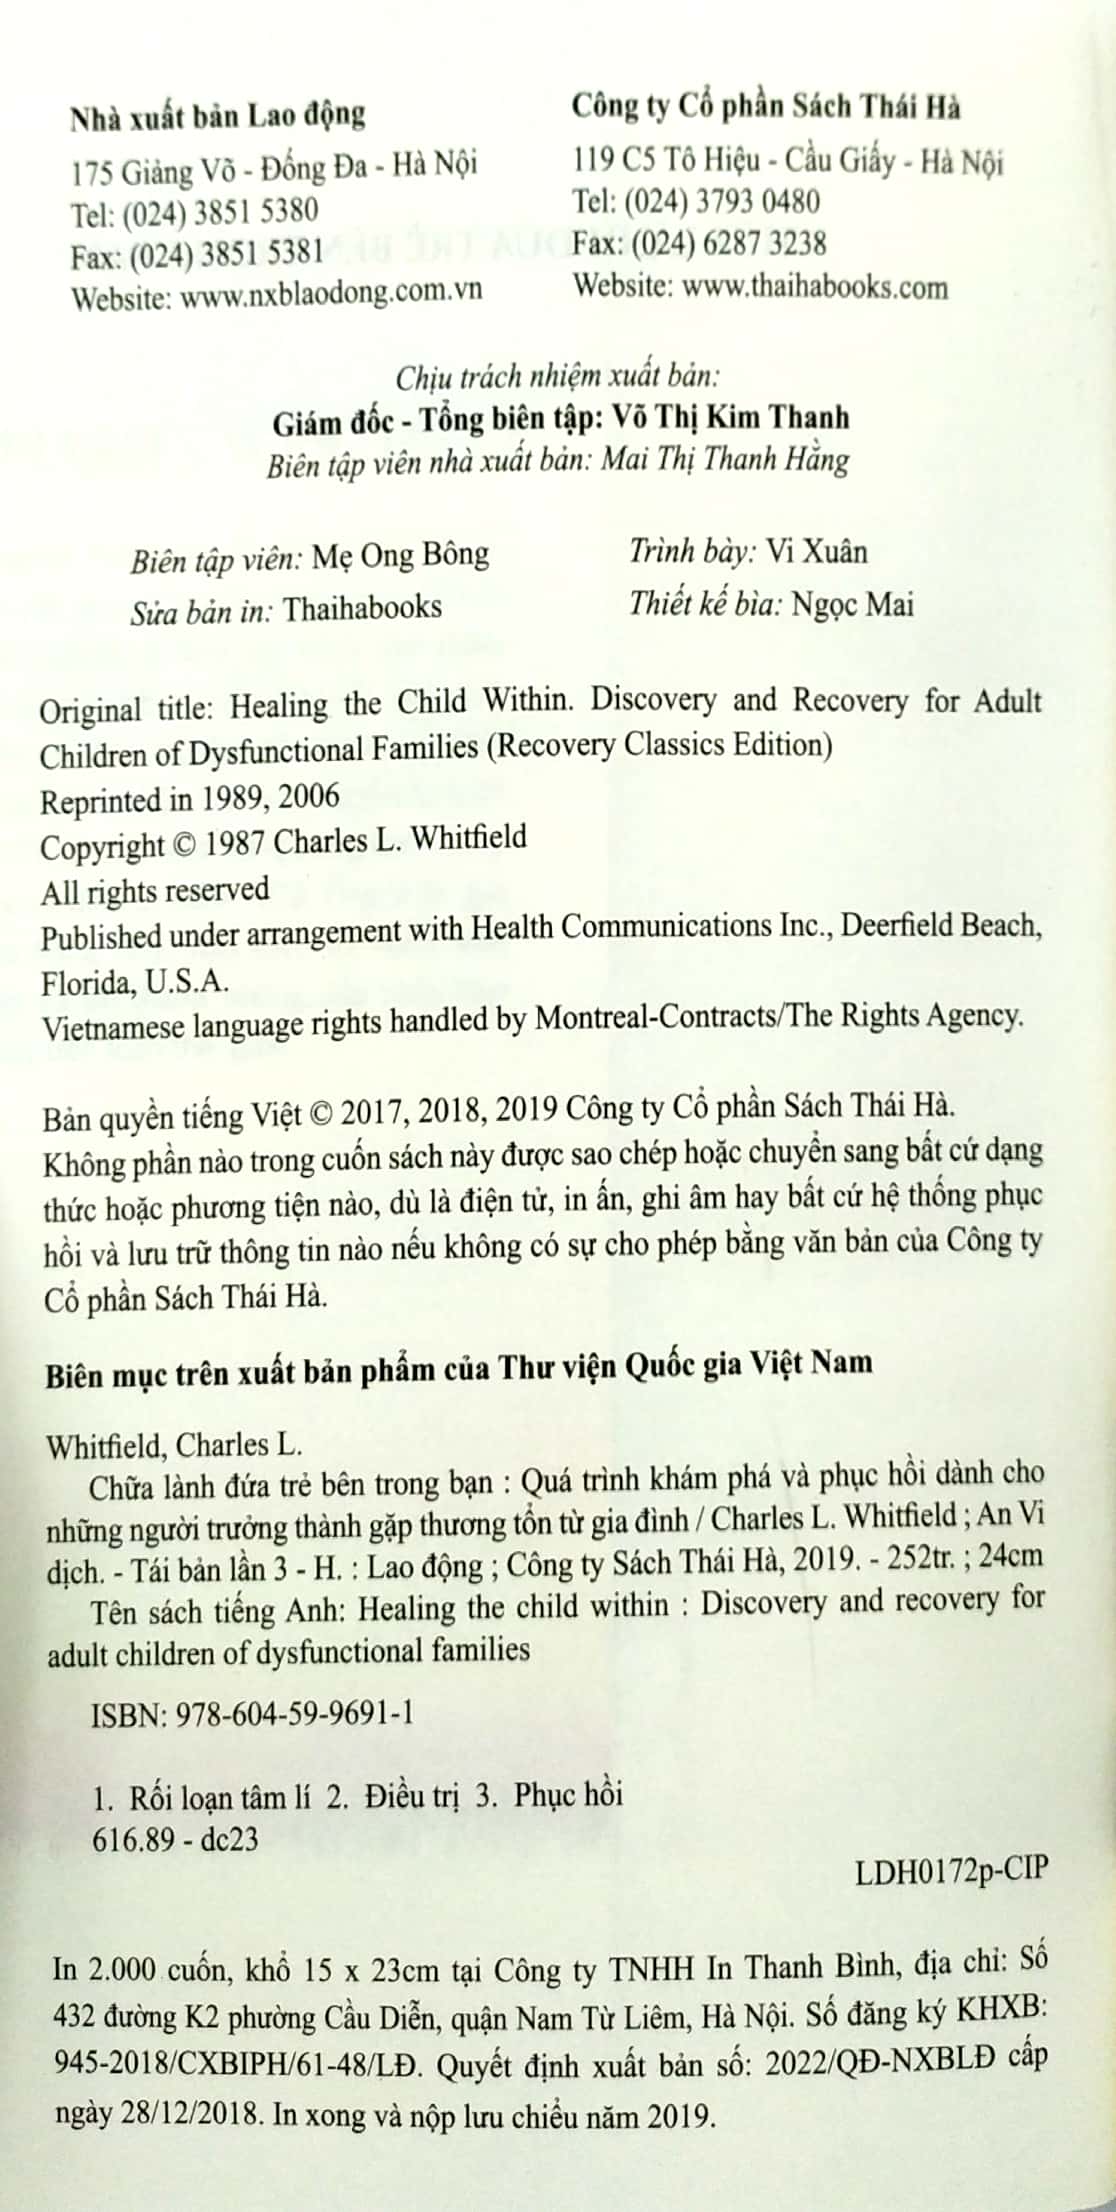 Nhà xuất bản Lao động
175 Giảng Võ - Đống Đa - Hà Nội
Tel: (024) 3851 5380
Fax: (024) 3851 5381
Website: www.nxblaodong.com.vn
Công ty Cổ phần Sách Thái Hà
119 C5 Tô Hiệu - Cầu Giấy - Hà Nội
Tel: (024) 3793 0480
Fax: (024) 6287 3238
Website: www.thaihabooks.com
Chịu trách nhiệm xuất bản:
Giám đốc - Tổng biên tập: Võ Thị Kim Thanh
Biên tập viên nhà xuất bản: Mai Thị Thanh Hằng
Biên tập viên: Mẹ Ong Bông
Sửa bản in: Thaihabooks
Trình bày: Vi Xuân
Thiết kế bìa: Ngọc Mai
Original title: Healing the Child Within. Discovery and Recovery for Adult
Children of Dysfunctional Families (Recovery Classics Edition)
Reprinted in 1989, 2006
Copyright © 1987 Charles L. Whitfield
All rights reserved
Published under arrangement with Health Communications Inc., Deerfield Beach,
Florida, U.S.A.
Vietnamese language rights handled by Montreal-Contracts/The Rights Agency.
Bản quyền tiếng Việt © 2017, 2018, 2019 Công ty Cổ phần Sách Thái Hà.
Không phần nào trong cuốn sách này được sao chép hoặc chuyển sang bất cứ dạng
thức hoặc phương tiện nào, dù là điện tử, in ấn, ghi âm hay bất cứ hệ thống phục
hồi và lưu trữ thông tin nào nếu không có sự cho phép bằng văn bản của Công ty
Cổ phần Sách Thái Hà.
Biên mục trên xuất bản phẩm của Thư viện Quốc gia Việt Nam
Whitfield, Charles L.
Chữa lành đứa trẻ bên trong bạn : Quá trình khám phá và phục hồi dành cho
những người trưởng thành gặp thương tổn từ gia đình / Charles L. Whitfield ; An Vi
dịch. - Tái bản lần 3 - H. : Lao động ; Công ty Sách Thái Hà, 2019. - 252tr. ; 24cm
Tên sách tiếng Anh: Healing the child within : Discovery and recovery for
adult children of dysfunctional families
ISBN: 978-604-59-9691-1
1. Rối loạn tâm lí 2. Điều trị 3. Phục hồi
616.89 - dc23
LDH0172p-CIP
In 2.000 cuốn, khổ 15 x 23cm tại Công ty TNHH In Thanh Bình, địa chỉ: Số
432 đường K2 phường Cầu Diễn, quận Nam Từ Liêm, Hà Nội. Số đăng ký KHXB:
945-2018/CXBIPH/61-48/LĐ. Quyết định xuất bản số: 2022/QĐ-NXBLĐ cấp
ngày 28/12/2018. In xong và nộp lưu chiểu năm 2019.